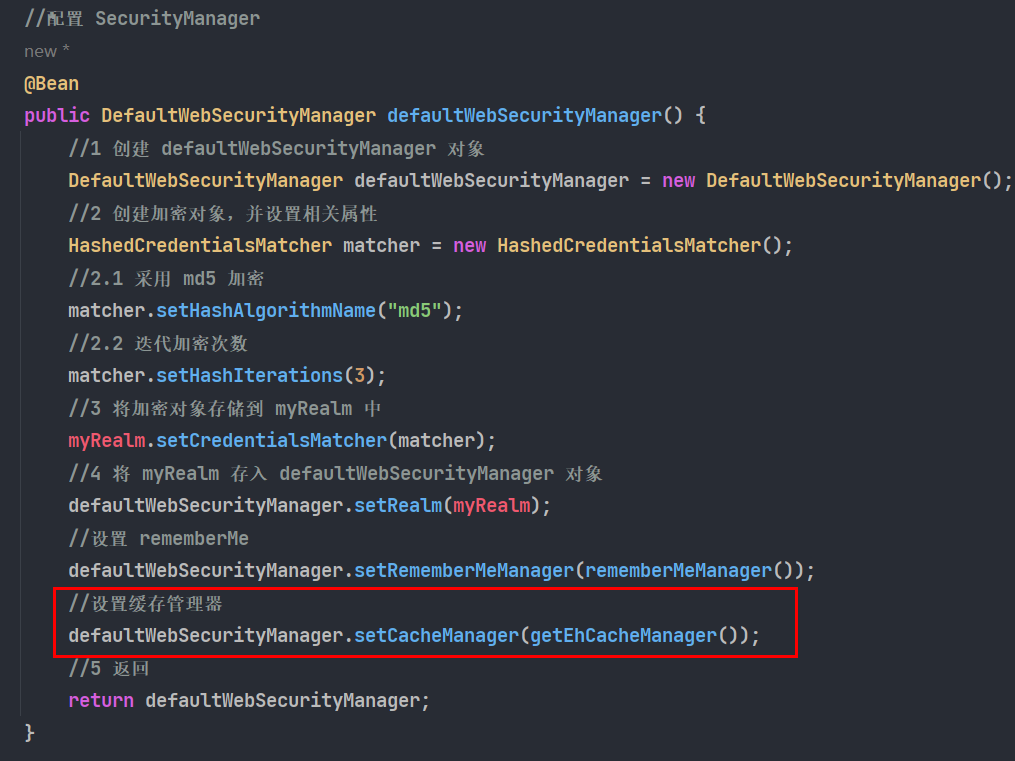 //配置 SecurityManager
new *
@Bean
public DefaultWebSecurityManager defaultWebSecurityManager() {
//1 创建 defaultWebSecurityManager 对象
DefaultWebSecurityManager defaultWebSecurityManager = new DefaultWebSecurityManager();
//2 创建加密对象，并设置相关属性
HashedCredentialsMatcher matcher = new HashedCredentialsMatcher();
//2.1 采用 md5 加密
matcher.setHashAlgorithmName("md5");
//2.2 迭代加密次数
matcher.setHashIterations(3);
//3 将加密对象存储到 myRealm 中
myRealm.setCredentialsMatcher(matcher);
//4 将 myRealm 存入 defaultWebSecurityManager 对象
defaultWebSecurityManager.setRealm(myRealm);
//设置 rememberMe
defaultWebSecurityManager.setRememberMeManager(rememberMeManager());
//设置缓存管理器
defaultWebSecurityManager.setCacheManager(getEhCacheManager());
//5 返回
return defaultWebSecurityManager;
}